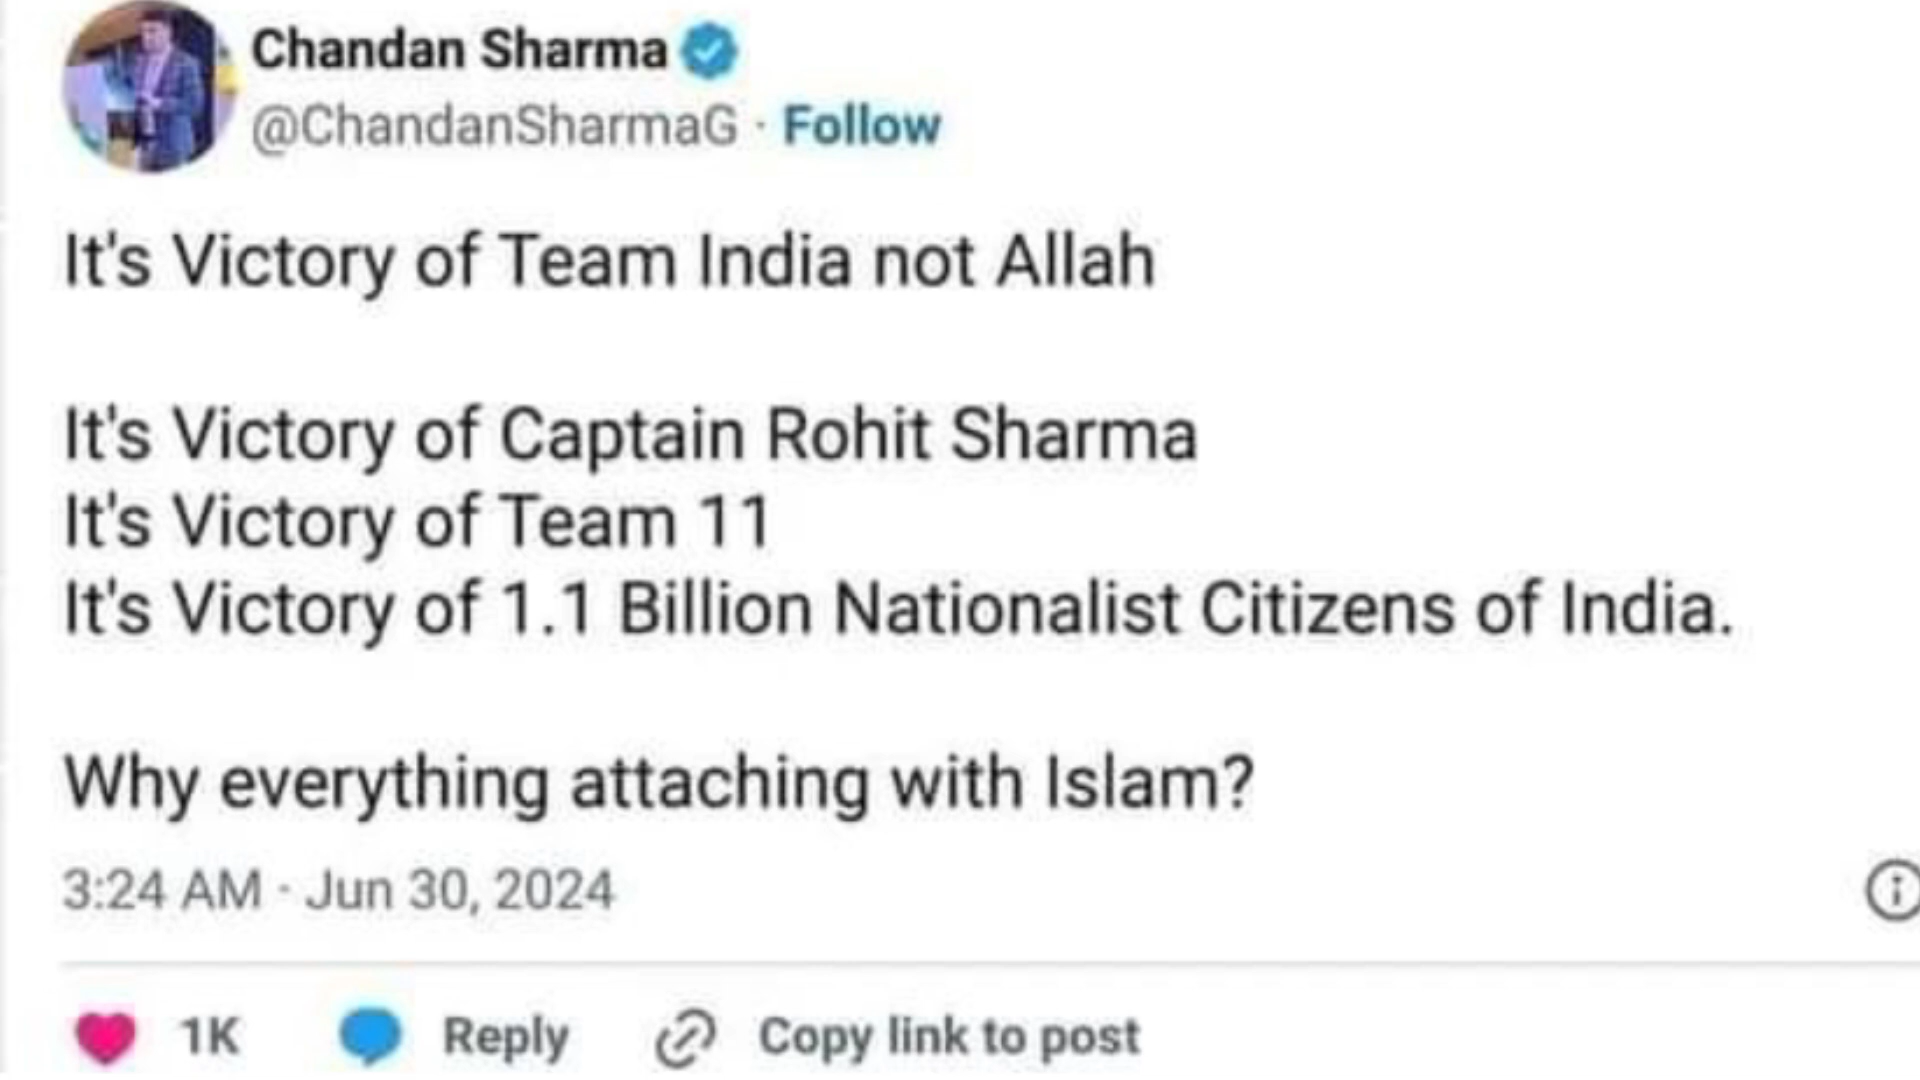 Chandan Sharma
@ChandanSharmaG · Follow
It's Victory of Team India not Allah
It's Victory of Captain Rohit Sharma
It's Victory of Team 11
It's Victory of 1.1 Billion Nationalist Citizens of India.
Why everything attaching with Islam?
3:24 AM · Jun 30, 2024
1K Reply Copy link to post